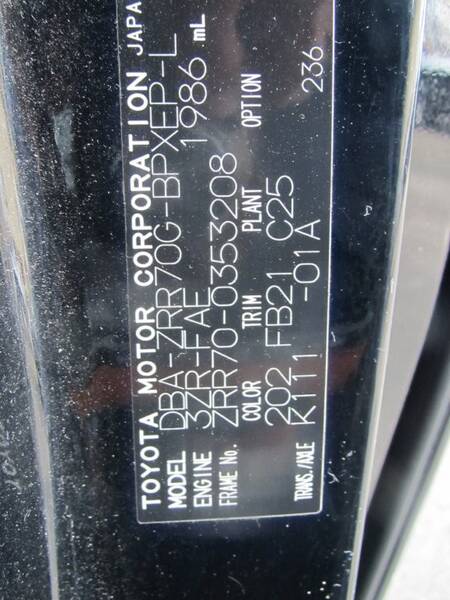 TOYOTA MOTOR CORPORATION JAPA
MODEL DBA-ZRR70G-BPXEP-L
ENGINE 3ZR-FAE 1986 mL
FRAME No. ZRR70-0353208
COLOR TRIM PLANT OPTION
202 FB21 C25 236
TRANS./AXLE K111 -01A